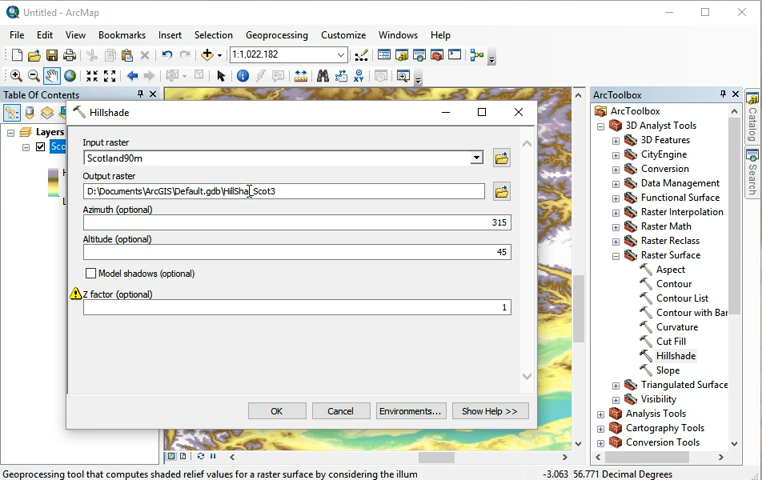 Untitled - ArcMap
File Edit View Bookmarks Insert Selection Geoprocessing Customize Windows Help
1:1,022,182
Table Of Contents
Layers
Hillshade
Input raster
Scotland90m
Output raster
D:\Documents\ArcGIS\Default.gdb\HillSha_Scot3
Azimuth (optional)
315
Altitude (optional)
45
Model shadows (optional)
Z factor (optional)
1
OK Cancel Environments... Show Help >>
ArcToolbox
ArcToolbox
3D Analyst Tools
3D Features
CityEngine
Conversion
Data Management
Functional Surface
Raster Interpolation
Raster Math
Raster Reclass
Raster Surface
Aspect
Contour
Contour List
Contour with Bar
Curvature
Cut Fill
Hillshade
Slope
Triangulated Surface
Visibility
Analysis Tools
Cartography Tools
Conversion Tools
Catalog
Search
Geoprocessing tool that computes shaded relief values for a raster surface by considering the illum
-3.063 56.771 Decimal Degrees